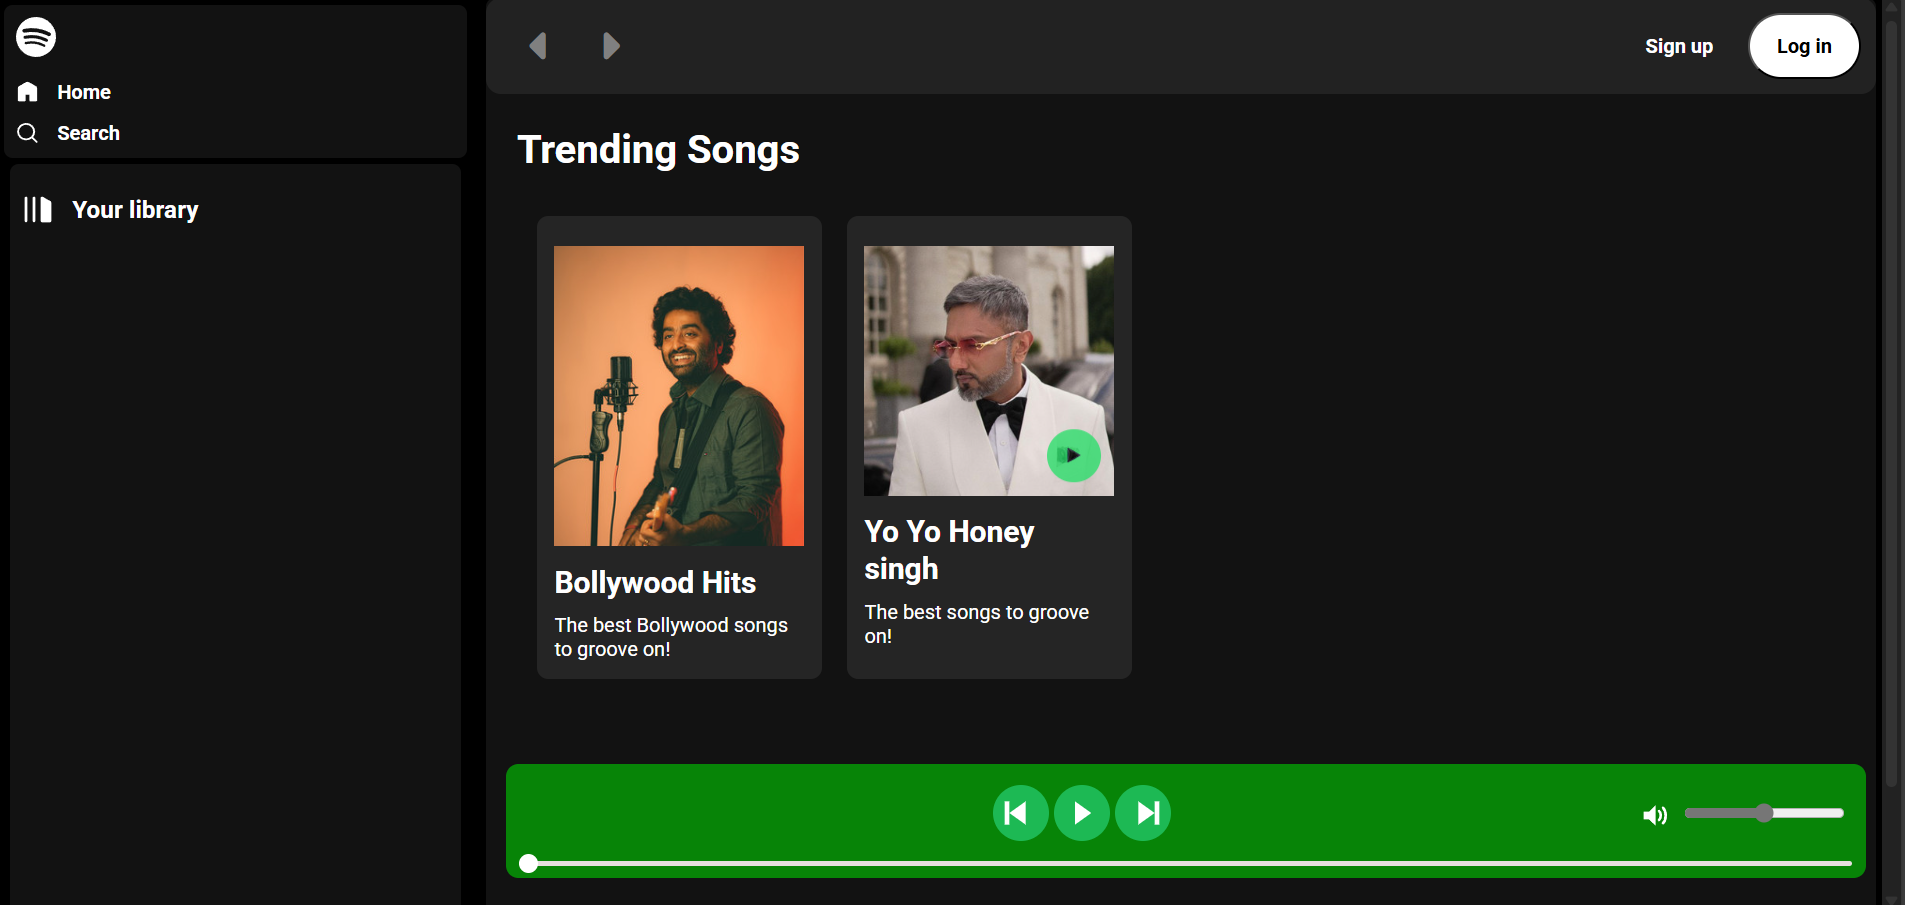 Home
Search
Your library
Sign up
Log in
Trending Songs
Bollywood Hits
The best Bollywood songs
to groove on!
Yo Yo Honey
singh
The best songs to groove
on!